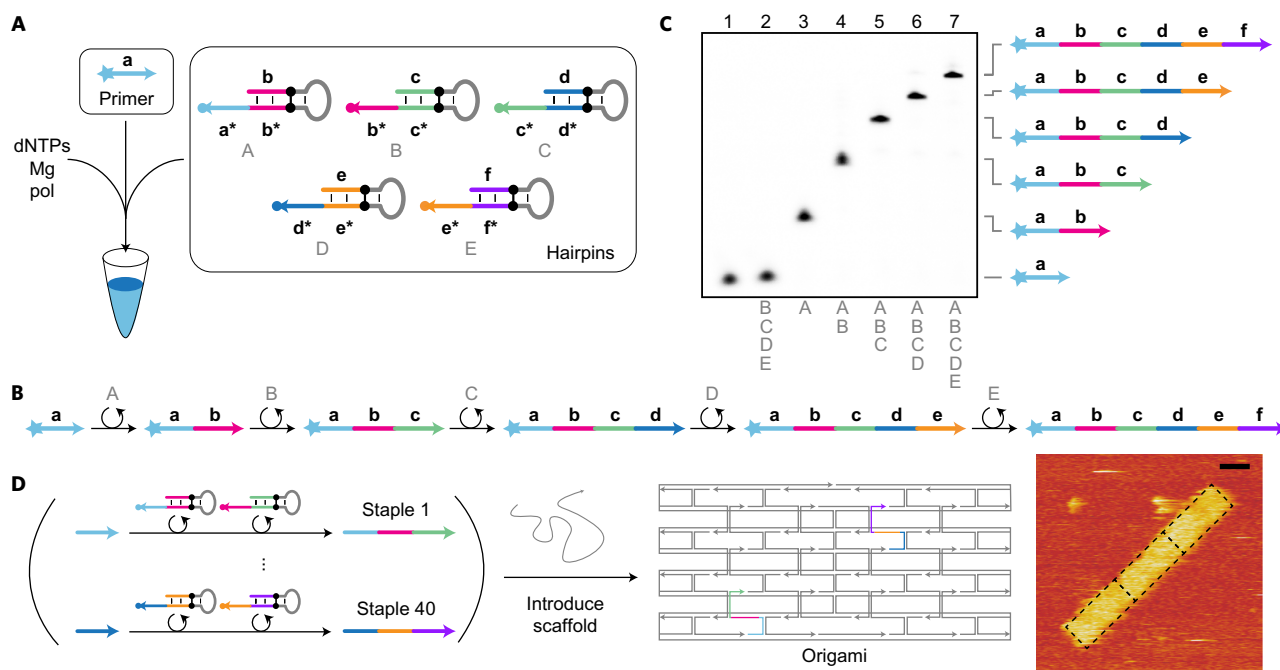 A
a
Primer
dNTPs
Mg
pol
b
a* b*
A
c
b* c*
B
d
c* d*
C
e
d* e*
D
f
e* f*
E
Hairpins
C
1 2 3 4 5 6 7
B A A A A A
C B B B B
D C C C
E D D
E
a b c d e f
a b c d e
a b c d
a b c
a b
a
B
a
A
a b
B
a b c
C
a b c d
D
a b c d e
E
a b c d e f
D
Staple 1
...
Staple 40
Introduce
scaffold
Origami